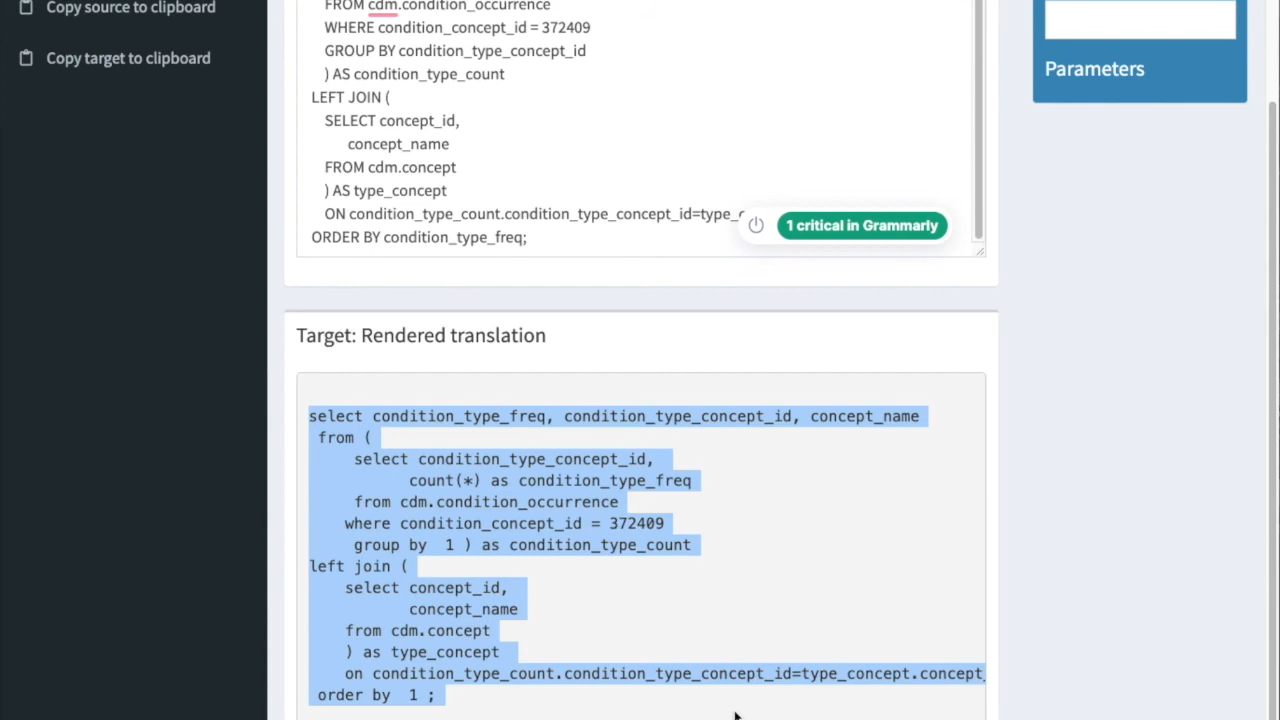 Copy source to clipboard
Copy target to clipboard
FROM cdm.condition_occurrence
WHERE condition_concept_id = 372409
GROUP BY condition_type_concept_id
) AS condition_type_count
LEFT JOIN (
SELECT concept_id,
concept_name
FROM cdm.concept
) AS type_concept
ON condition_type_count.condition_type_concept_id=type_c
ORDER BY condition_type_freq;
1 critical in Grammarly
Parameters
Target: Rendered translation
select condition_type_freq, condition_type_concept_id, concept_name
from (
select condition_type_concept_id,
count(*) as condition_type_freq
from cdm.condition_occurrence
where condition_concept_id = 372409
group by  1 ) as condition_type_count
left join (
select concept_id,
concept_name
from cdm.concept
) as type_concept
on condition_type_count.condition_type_concept_id=type_concept.concept_
order by  1 ;